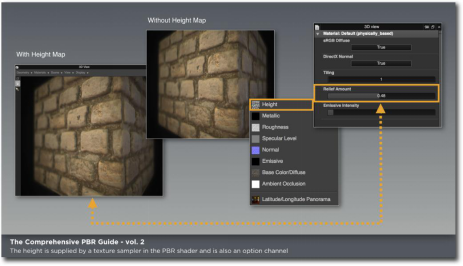 Without Height Map
With Height Map
3D View
3D view
Material: Default (physically_based)
sRGB Diffuse
True
DirectX Normal
True
Tiling
1
Relief Amount
Emissive Intensity
Height
Metallic
Roughness
Specular Level
Normal
Emissive
Base Color/Diffuse
Ambient Occlusion
Latitude/Longitude Panorama
The Comprehensive PBR Guide - vol. 2
The height is supplied by a texture sampler in the PBR shader and is also an option channel